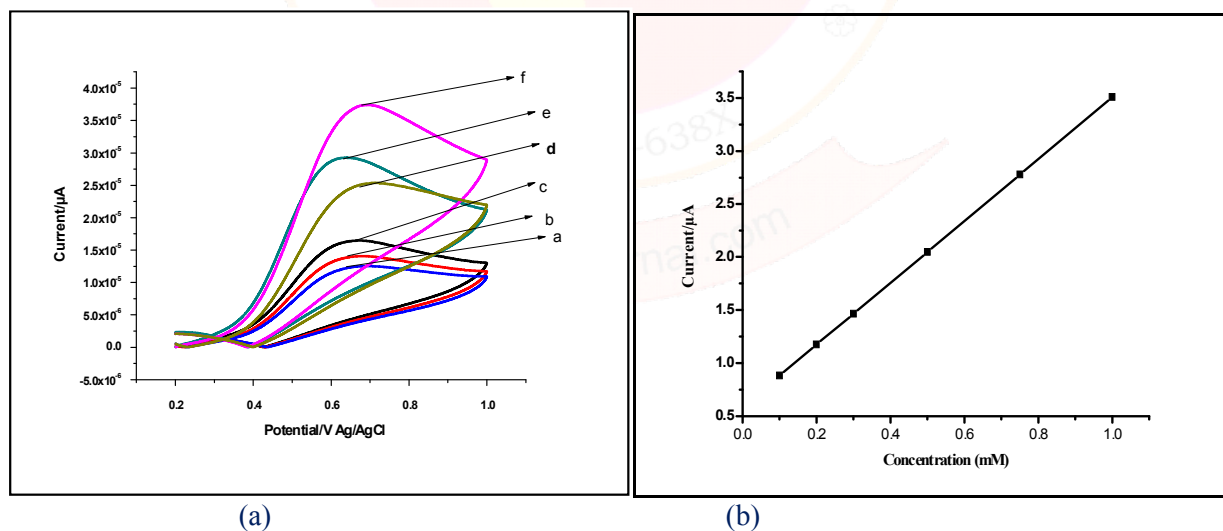 4.0x10⁻⁵
3.5x10⁻⁵
3.0x10⁻⁵
2.5x10⁻⁵
2.0x10⁻⁵
1.5x10⁻⁵
1.0x10⁻⁵
5.0x10⁻⁶
0.0
-5.0x10⁻⁶
Current/µA
f
e
d
c
b
a
0.2 0.4 0.6 0.8 1.0
Potential/V Ag/AgCl
(a)
3.5
3.0
2.5
2.0
1.5
1.0
0.5
Current/µA
-638X
.com
0.0 0.2 0.4 0.6 0.8 1.0
Concentration (mM)
(b)